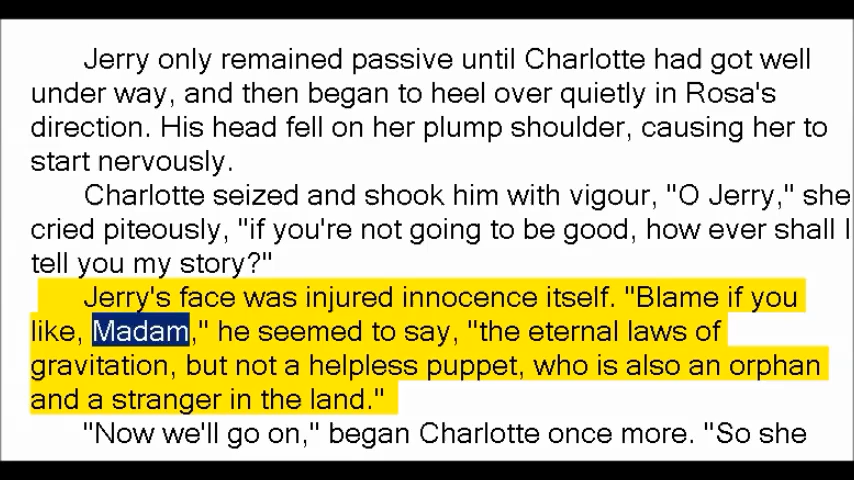 Jerry only remained passive until Charlotte had got well
under way, and then began to heel over quietly in Rosa's
direction. His head fell on her plump shoulder, causing her to
start nervously.
Charlotte seized and shook him with vigour, "O Jerry," she
cried piteously, "if you're not going to be good, how ever shall I
tell you my story?"
Jerry's face was injured innocence itself. "Blame if you
like, Madam," he seemed to say, "the eternal laws of
gravitation, but not a helpless puppet, who is also an orphan
and a stranger in the land."
"Now we'll go on," began Charlotte once more. "So she